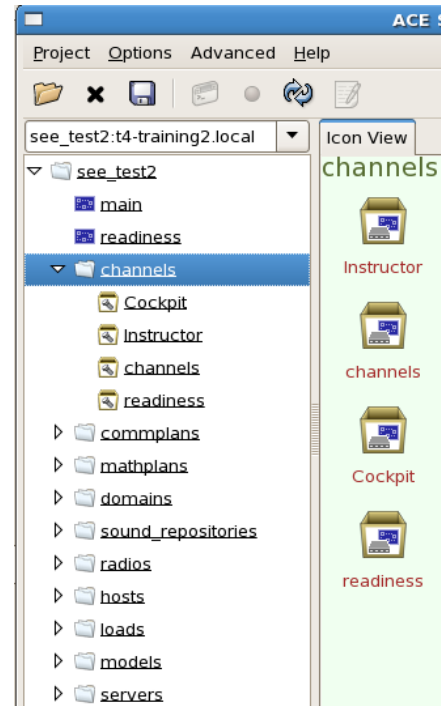 ACE
Project Options Advanced Help
see_test2:t4-training2.local
Icon View
see_test2
main
readiness
channels
Cockpit
Instructor
channels
readiness
commplans
mathplans
domains
sound_repositories
radios
hosts
loads
models
servers
channels
Instructor
channels
Cockpit
readiness